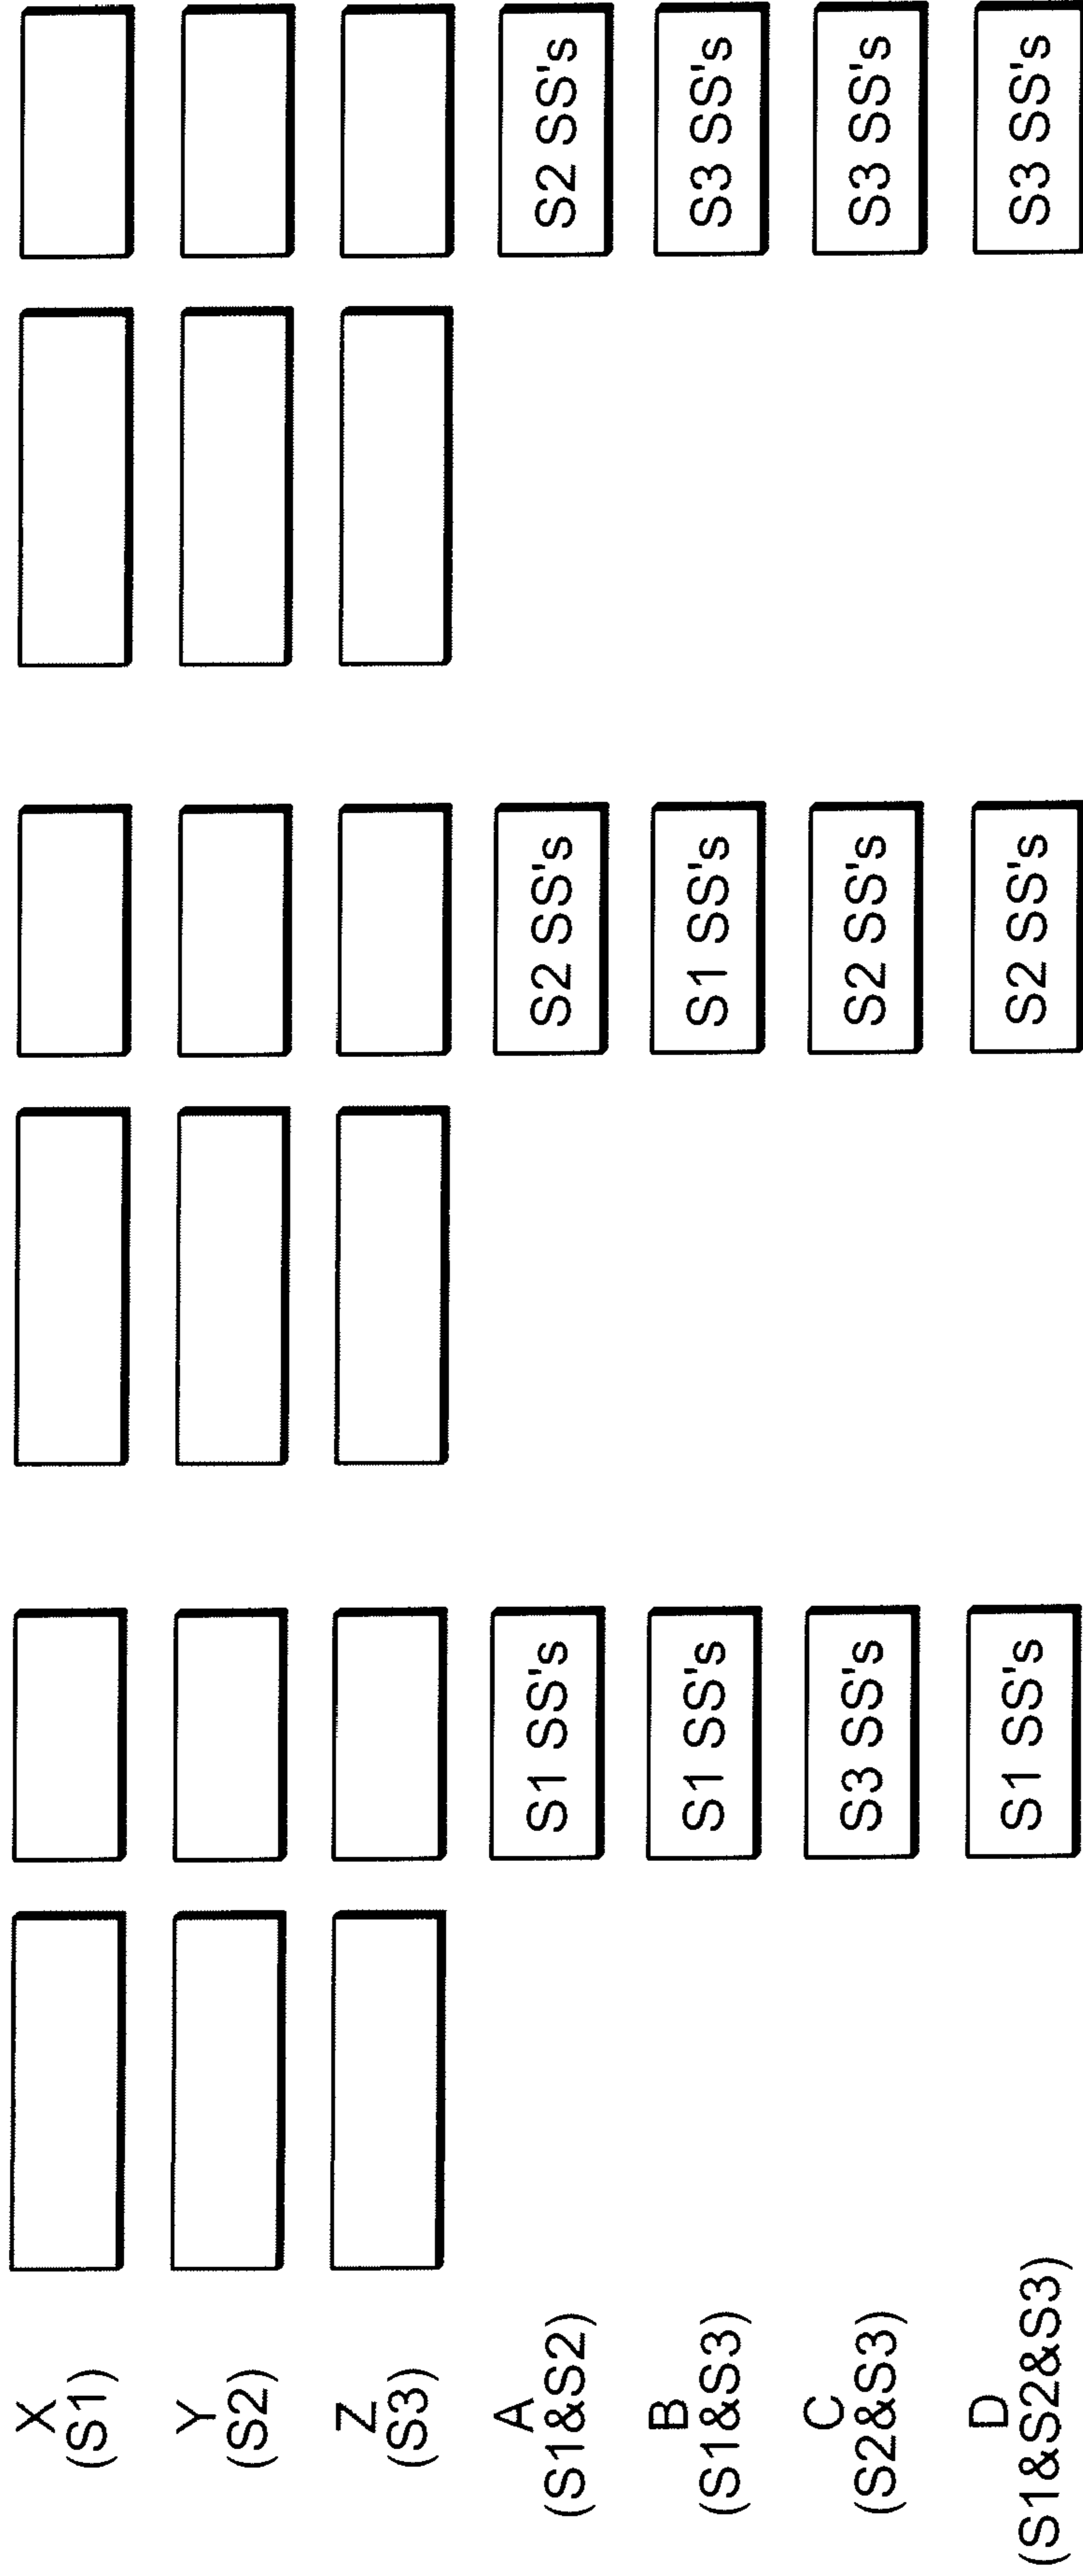 X
(S1)
Y
(S2)
Z
(S3)
A
(S1&S2)
S1 SS's
S2 SS's
S2 SS's
B
(S1&S3)
S1 SS's
S1 SS's
S3 SS's
C
(S2&S3)
S3 SS's
S2 SS's
S3 SS's
D
(S1&S2&S3)
S1 SS's
S2 SS's
S3 SS's